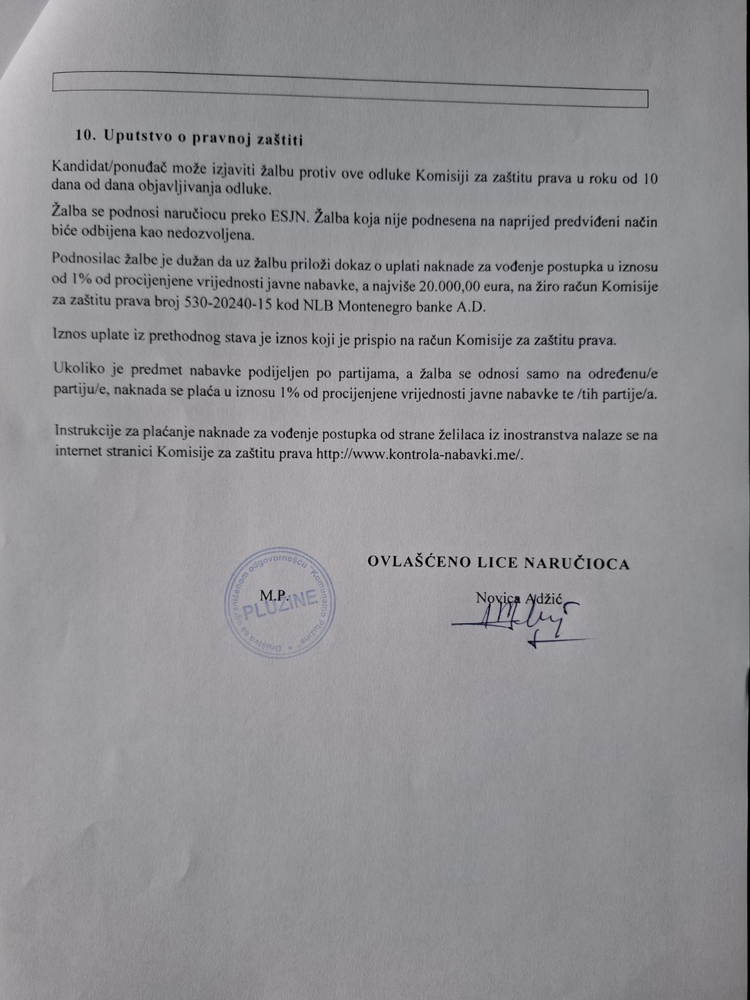 10. Uputstvo o pravnoj zaštiti
Kandidat/ponuđač može izjaviti žalbu protiv ove odluke Komisiji za zaštitu prava u roku od 10
dana od dana objavljivanja odluke.
Žalba se podnosi naručiocu preko ESJN. Žalba koja nije podnesena na naprijed predviđeni način
biće odbijena kao nedozvoljena.
Podnosilac žalbe je dužan da uz žalbu priloži dokaz o uplati naknade za vođenje postupka u iznosu
od 1% od procijenjene vrijednosti javne nabavke, a najviše 20.000,00 eura, na žiro račun Komisije
za zaštitu prava broj 530-20240-15 kod NLB Montenegro banke A.D.
Iznos uplate iz prethodnog stava je iznos koji je prispio na račun Komisije za zaštitu prava.
Ukoliko je predmet nabavke podijeljen po partijama, a žalba se odnosi samo na određenu/e
partiju/e, naknada se plaća u iznosu 1% od procijenjene vrijednosti javne nabavke te /tih partije/a.
Instrukcije za plaćanje naknade za vođenje postupka od strane želilaca iz inostranstva nalaze se na
internet stranici Komisije za zaštitu prava http://www.kontrola-nabavki.me/.
OVLAŠĆENO LICE NARUČIOCA
M.P.
Novica Adžić
Društvo sa ograničenom odgovornošću "Komunalno Plužine" *
PLUŽINE